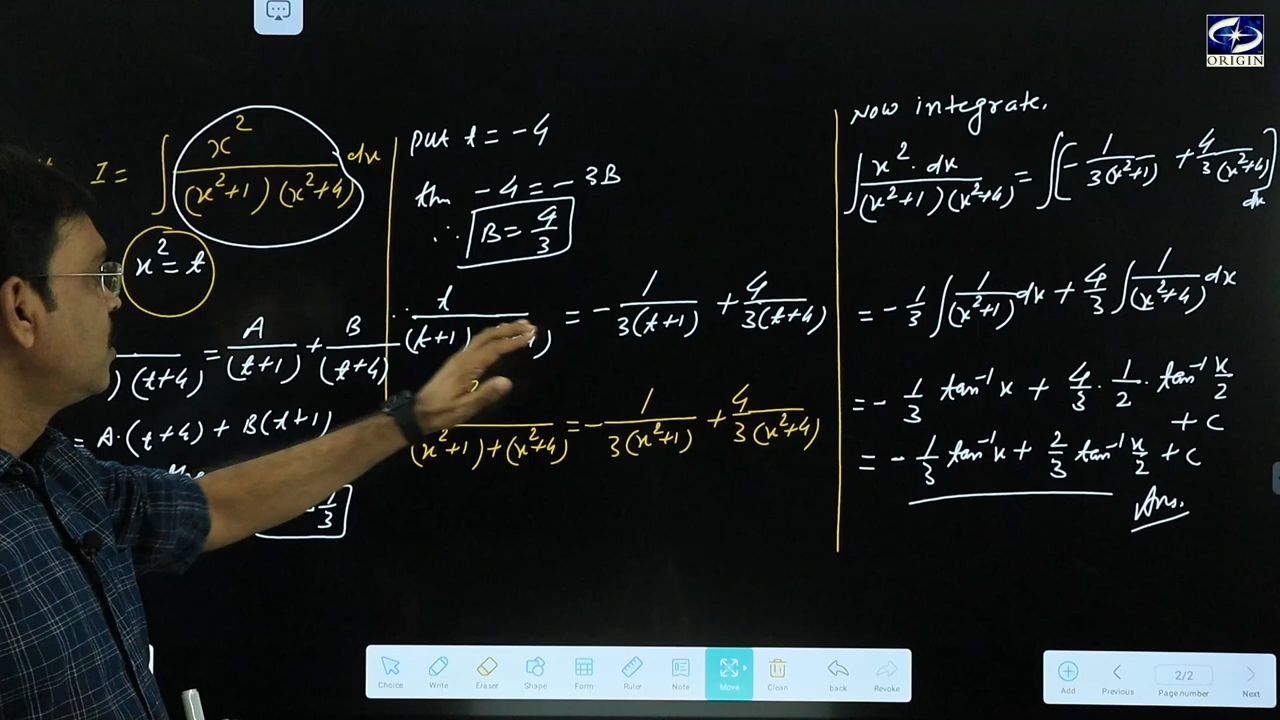 I = ∫ x² / (x²+1)(x²+4) dx
x² = t
)(t+4) = A/(t+1) + B/(t+4)
= A·(t+4) + B(t+1)
1/3
put t = -4
-4 = -3B
∴ B = 4/3
t / (t+1) = - 1/3(t+1) + 4/3(t+4)
(x²+1)+(x²+4) = - 1/3(x²+1) + 4/3(x²+4)
Now integrate.
∫ x²·dx / (x²+1)(x²+4) = ∫[- 1/3(x²+1) + 4/3(x²+4)] dx
= - 1/3 ∫ 1/(x²+1) dx + 4/3 ∫ 1/(x²+4) dx
= - 1/3 tan⁻¹x + 4/3 · 1/2 · tan⁻¹ x/2 + C
= - 1/3 tan⁻¹x + 2/3 tan⁻¹ x/2 + C
Ans.
ORIGIN
Choice Write Eraser Shape Form Ruler Note Move Clean back Revoke
Add Previous 2/2 Page number Next